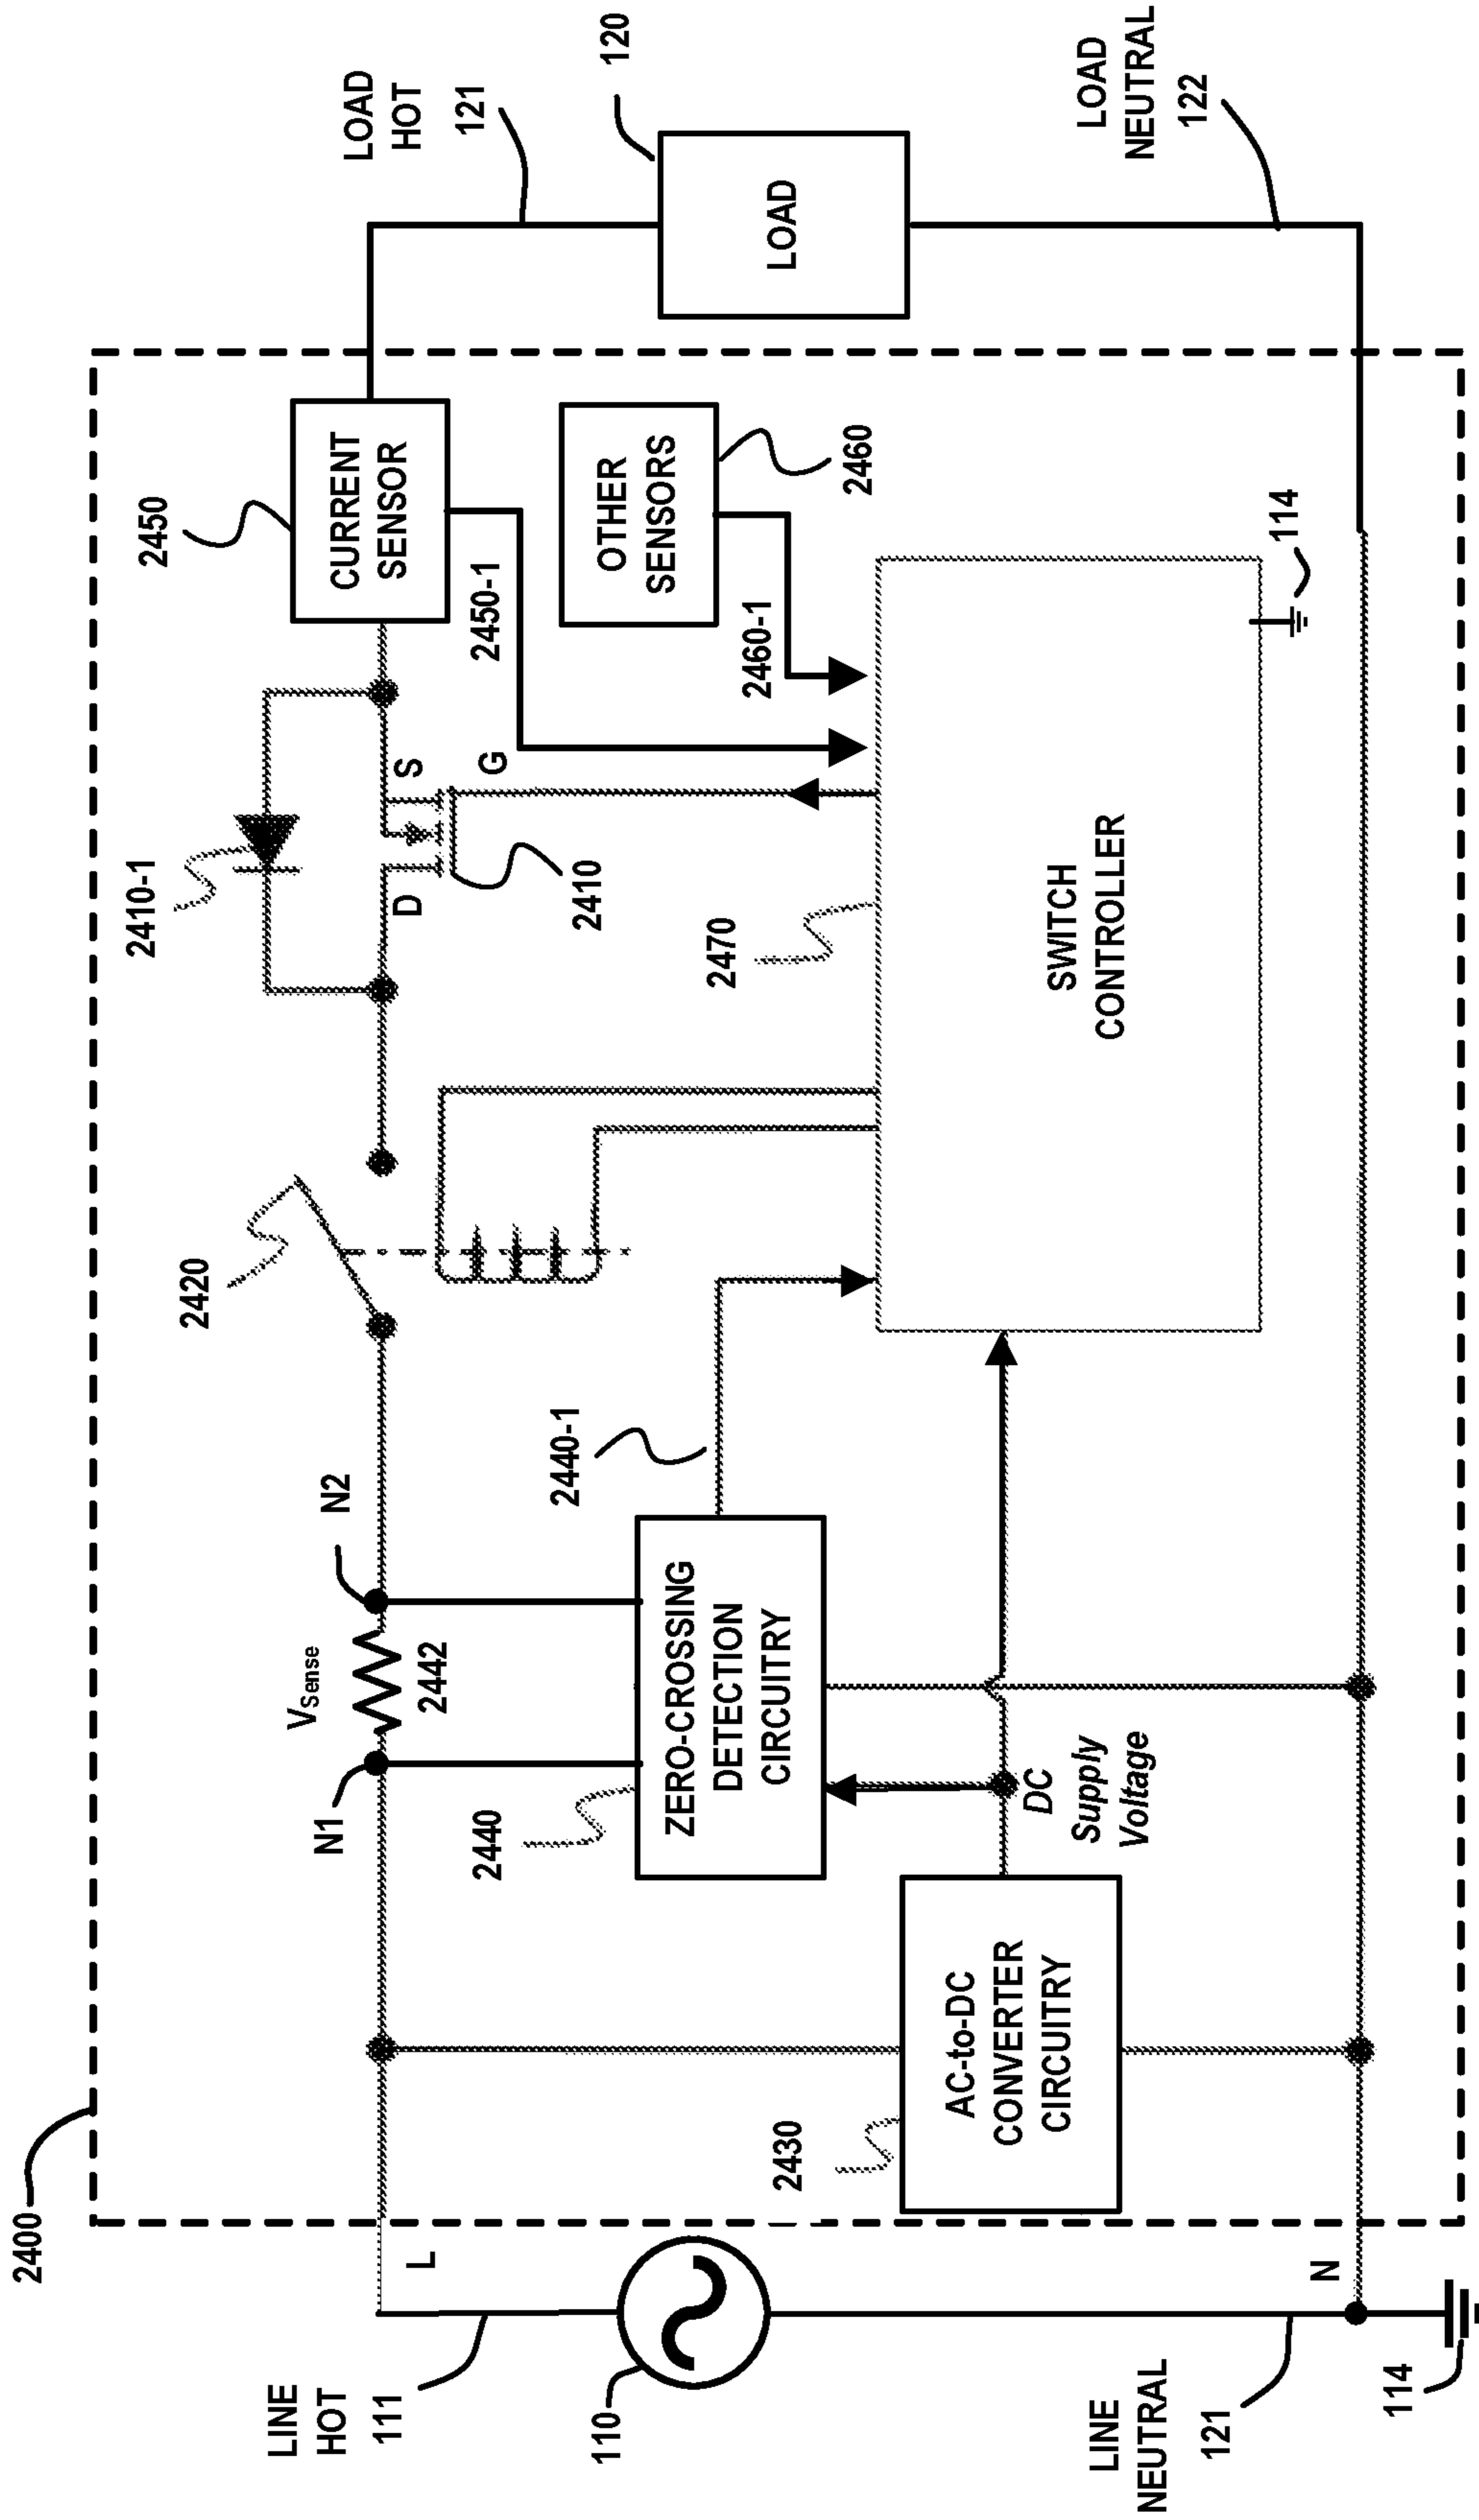 2400
LINE
HOT
111
L
110
LINE
NEUTRAL
121
N
114
2430
AC-to-DC
CONVERTER
CIRCUITRY
DC
Supply
Voltage
N1
VSense
2442
N2
2440
ZERO-CROSSING
DETECTION
CIRCUITRY
2440-1
2420
2410-1
D
S
G
2410
2470
SWITCH
CONTROLLER
114
2450
CURRENT
SENSOR
2450-1
OTHER
SENSORS
2460
2460-1
LOAD
HOT
121
120
LOAD
LOAD
NEUTRAL
122